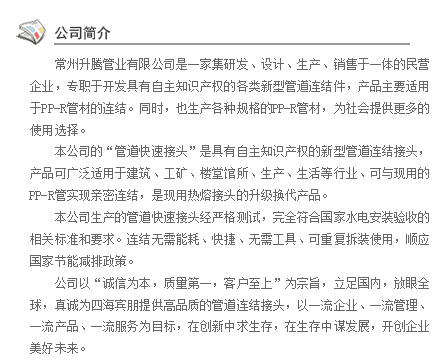 公司简介
常州升腾管业有限公司是一家集研发、设计、生产、销售于一体的民营
企业，专职于开发具有自主知识产权的各类新型管道连结件，产品主要适用
于PP-R管材的连结。同时，也生产各种规格的PP-R管材，为社会提供更多的
使用选择。
本公司的“管道快速接头”是具有自主知识产权的新型管道连结接头，
产品可广泛适用于建筑、工矿、楼堂馆所、生产、生活等行业、可与现用的
PP-R管实现亲密连结，是现用热熔接头的升级换代产品。
本公司生产的管道快速接头经严格测试，完全符合国家水电安装验收的
相关标准和要求。连结无需能耗、快捷、无需工具、可重复拆装使用，顺应
国家节能减排政策。
公司以“诚信为本，质量第一，客户至上”为宗旨，立足国内，放眼全
球，真诚为四海宾朋提供高品质的管道连结接头，以一流企业、一流管理、
一流产品、一流服务为目标，在创新中求生存，在生存中谋发展，开创企业
美好未来。